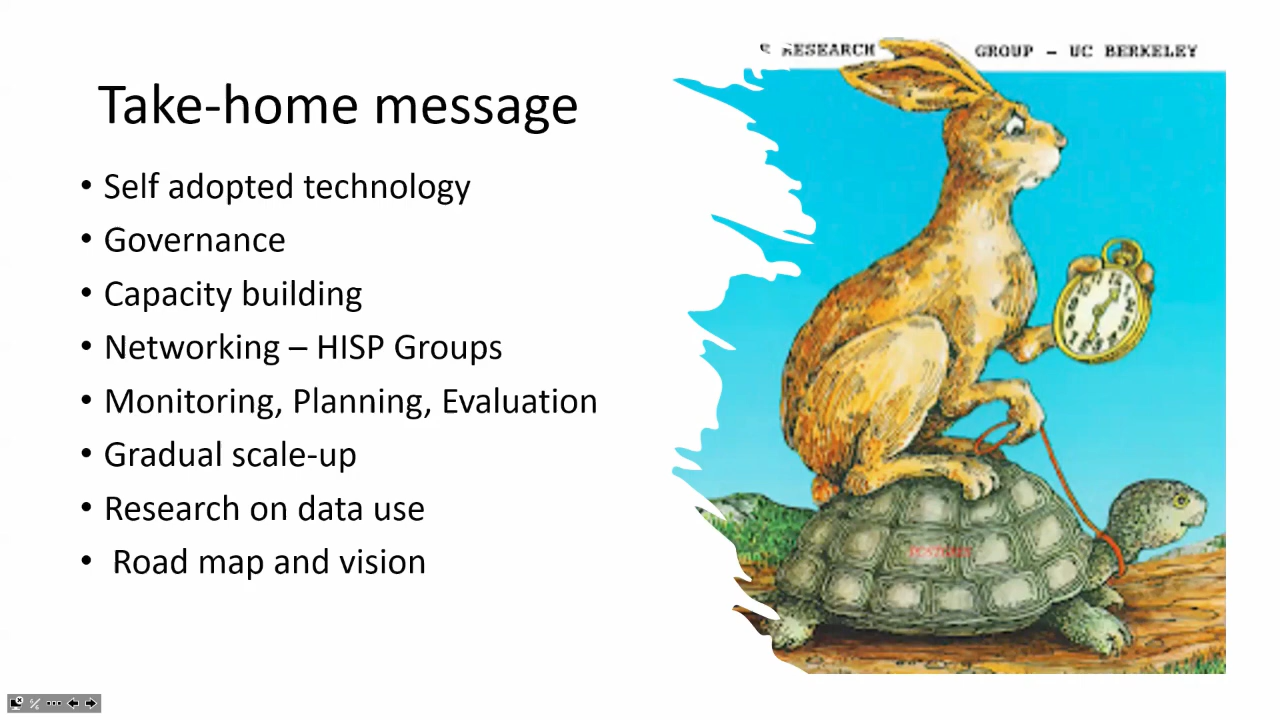 RESEARCH GROUP – UC BERKELEY
Take-home message
• Self adopted technology
• Governance
• Capacity building
• Networking – HISP Groups
• Monitoring, Planning, Evaluation
• Gradual scale-up
• Research on data use
• Road map and vision